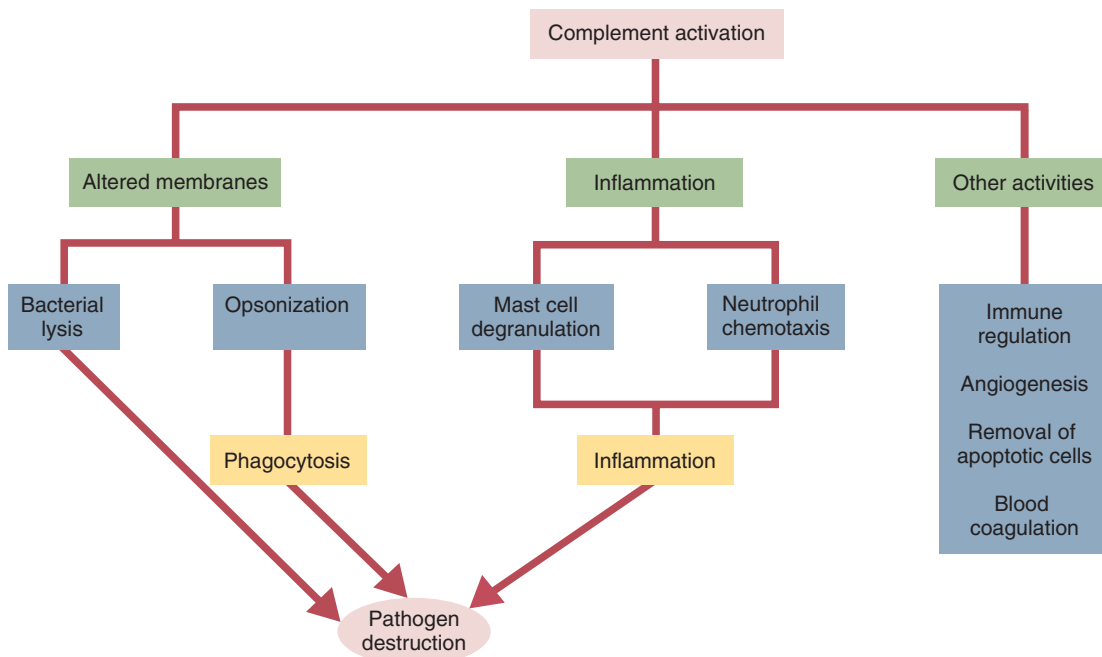 Complement activation
Altered membranes
Inflammation
Other activities
Bacterial
lysis
Opsonization
Mast cell
degranulation
Neutrophil
chemotaxis
Immune
regulation
Angiogenesis
Removal of
apoptotic cells
Blood
coagulation
Phagocytosis
Inflammation
Pathogen
destruction